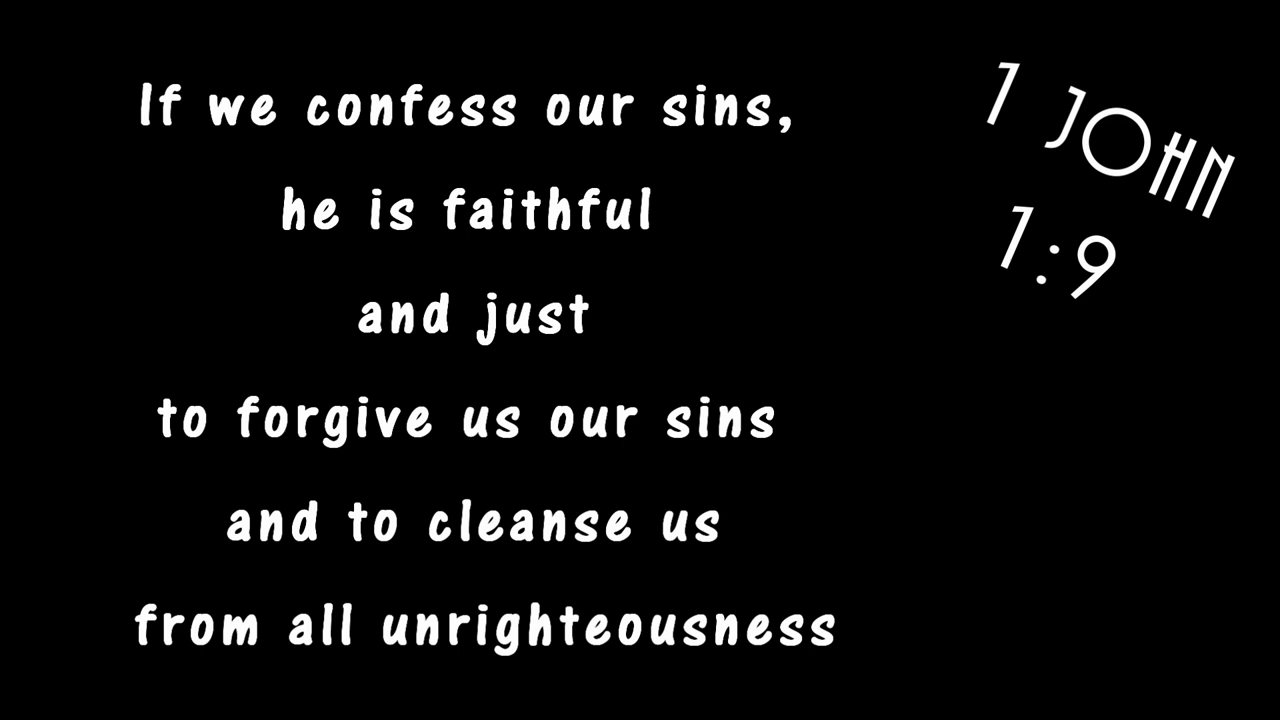 If we confess our sins,
he is faithful
and just
to forgive us our sins
and to cleanse us
from all unrighteousness
1 JOHN
1:9